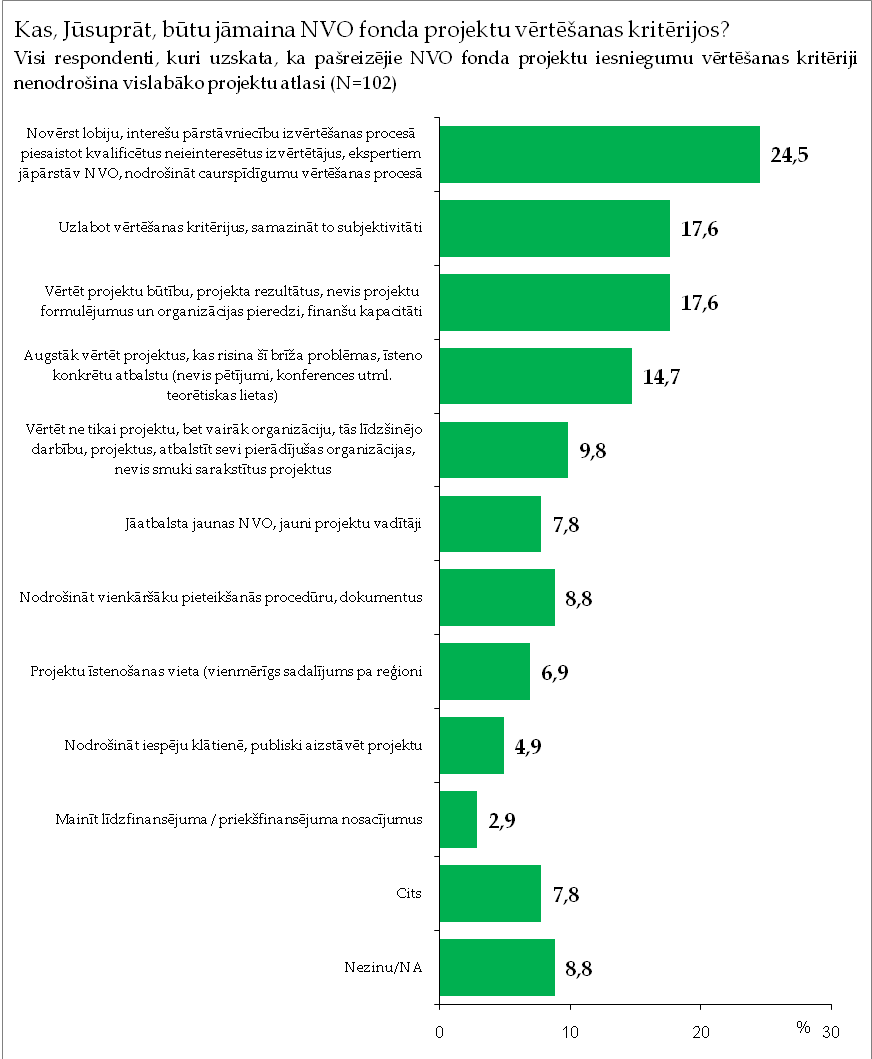 Kas, Jūsuprāt, būtu jāmaina NVO fonda projektu vērtēšanas kritērijos?
Visi respondenti, kuri uzskata, ka pašreizējie NVO fonda projektu iesniegumu vērtēšanas kritēriji
nenodrošina vislabāko projektu atlasi (N=102)
Novērst lobiju, interešu pārstāvniecību izvērtēšanas procesā
piesaistot kvalificētus neieinteresētus izvērtētājus, ekspertiem
jāpārstāv NVO, nodrošināt caurspīdīgumu vērtēšanas procesā
24,5
Uzlabot vērtēšanas kritērijus, samazināt to subjektivitāti
17,6
Vērtēt projektu būtību, projekta rezultātus, nevis projektu
formulējumus un organizācijas pieredzi, finanšu kapacitāti
17,6
Augstāk vērtēt projektus, kas risina šī brīža problēmas, īsteno
konkrētu atbalstu (nevis pētījumi, konferences utml.
teorētiskas lietas)
14,7
Vērtēt ne tikai projektu, bet vairāk organizāciju, tās līdzšinējo
darbību, projektus, atbalstīt sevi pierādījušas organizācijas,
nevis smuki sarakstītus projektus
9,8
Jāatbalsta jaunas NVO, jauni projektu vadītāji
7,8
Nodrošināt vienkāršāku pieteikšanās procedūru, dokumentus
8,8
Projektu īstenošanas vieta (vienmērīgs sadalījums pa reģioni
6,9
Nodrošināt iespēju klātienē, publiski aizstāvēt projektu
4,9
Mainīt līdzfinansējuma / priekšfinansējuma nosacījumus
2,9
Cits
7,8
Nezinu/NA
8,8
0 10 20 % 30